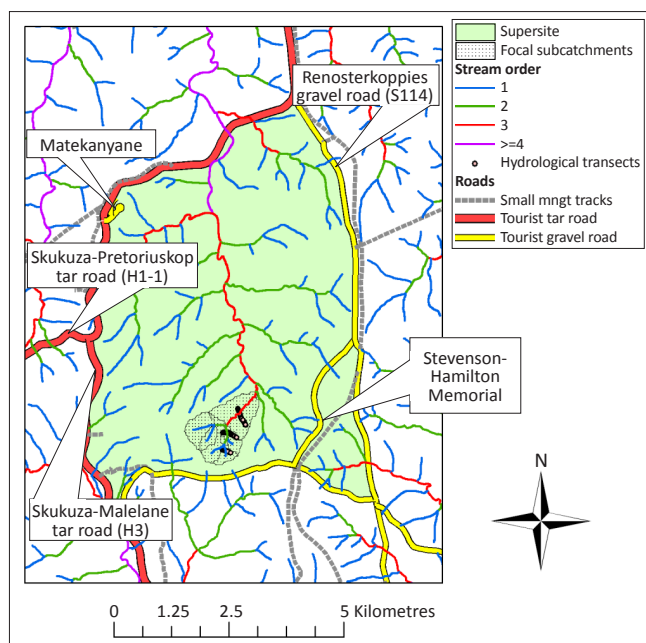 Supersite
Focal subcatchments
Stream order
1
2
3
>=4
Hydrological transects
Roads
Small mngt tracks
Tourist tar road
Tourist gravel road
Renosterkoppies
gravel road (S114)
Matekanyane
Skukuza-Pretoriuskop
tar road (H1-1)
Stevenson-
Hamilton
Memorial
Skukuza-Malelane
tar road (H3)
N
0 1.25 2.5 5 Kilometres